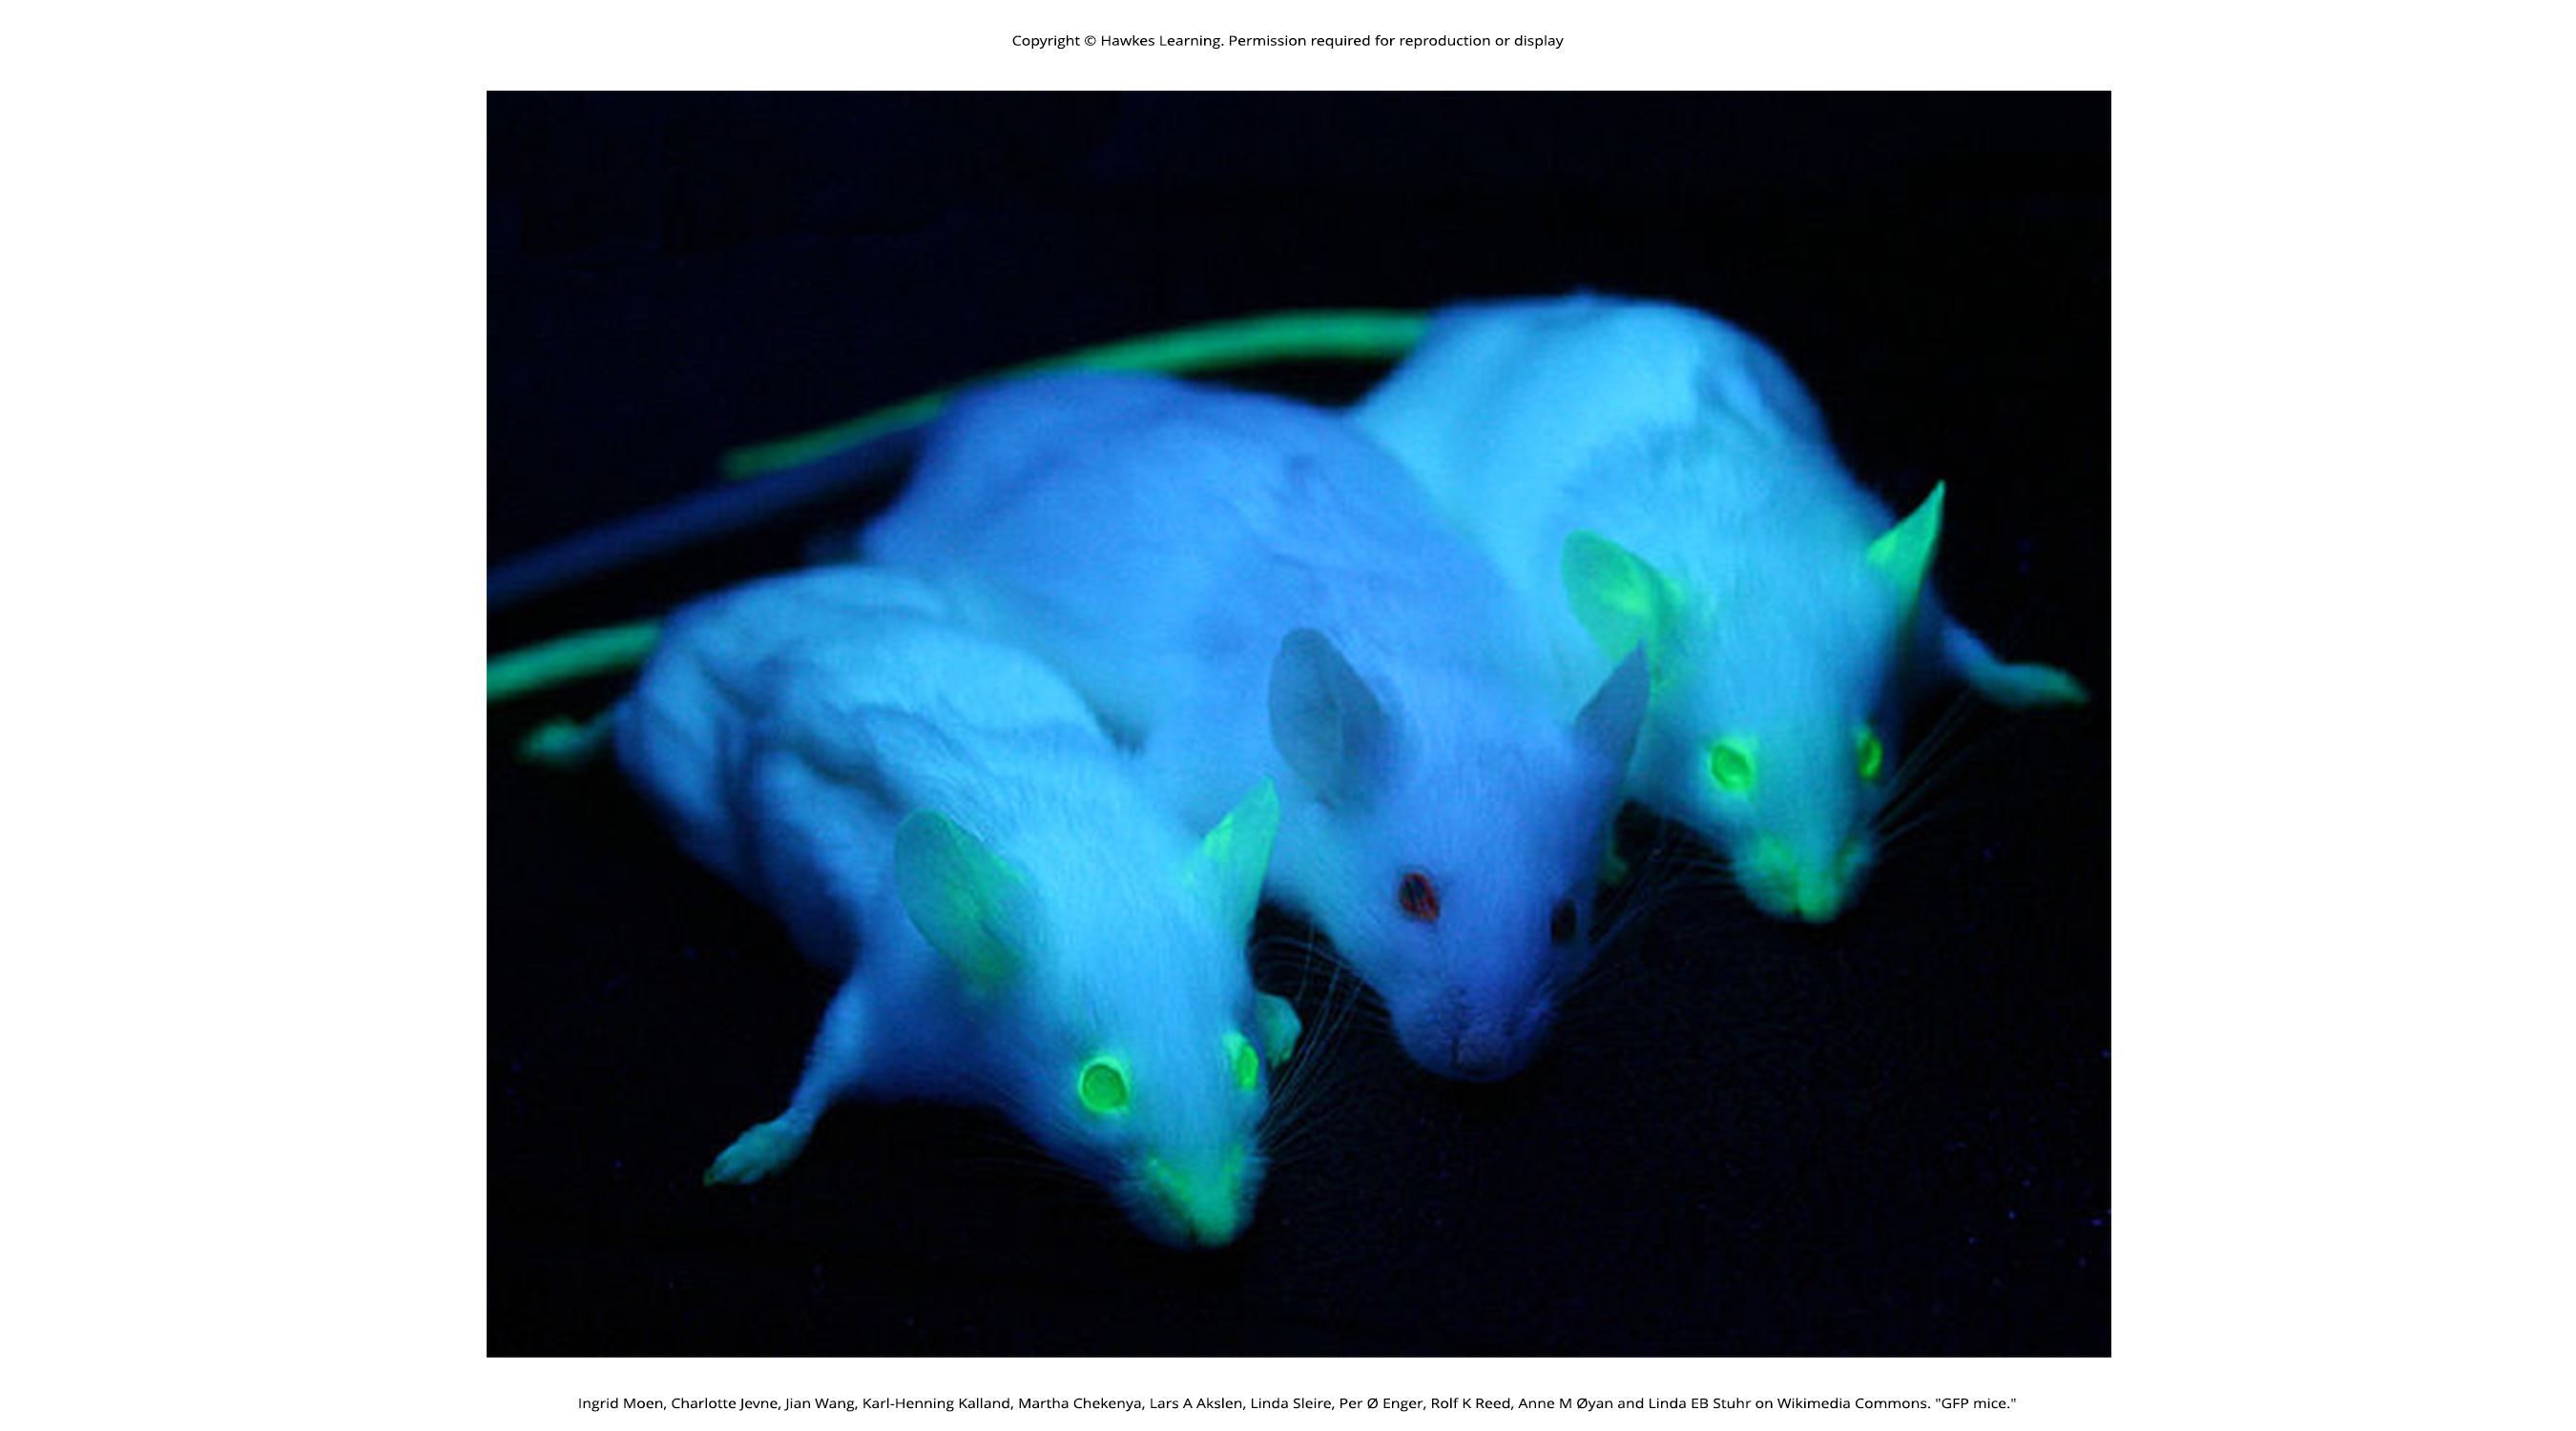 Copyright © Hawkes Learning. Permission required for reproduction or display
Ingrid Moen, Charlotte Jevne, Jian Wang, Karl-Henning Kalland, Martha Chekenya, Lars A Akslen, Linda Sleire, Per Ø Enger, Rolf K Reed, Anne M Øyan and Linda EB Stuhr on Wikimedia Commons. "GFP mice."